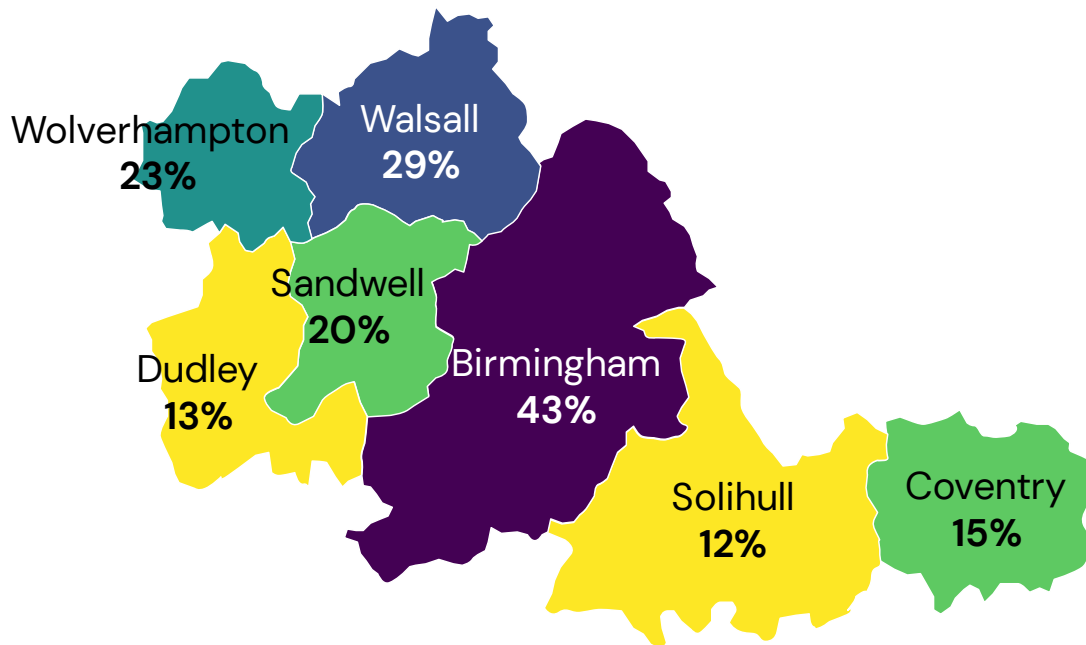 Walsall
29%
Wolverhampton
23%
Sandwell
20%
Dudley
13%
Birmingham
43%
Solihull
12%
Coventry
15%